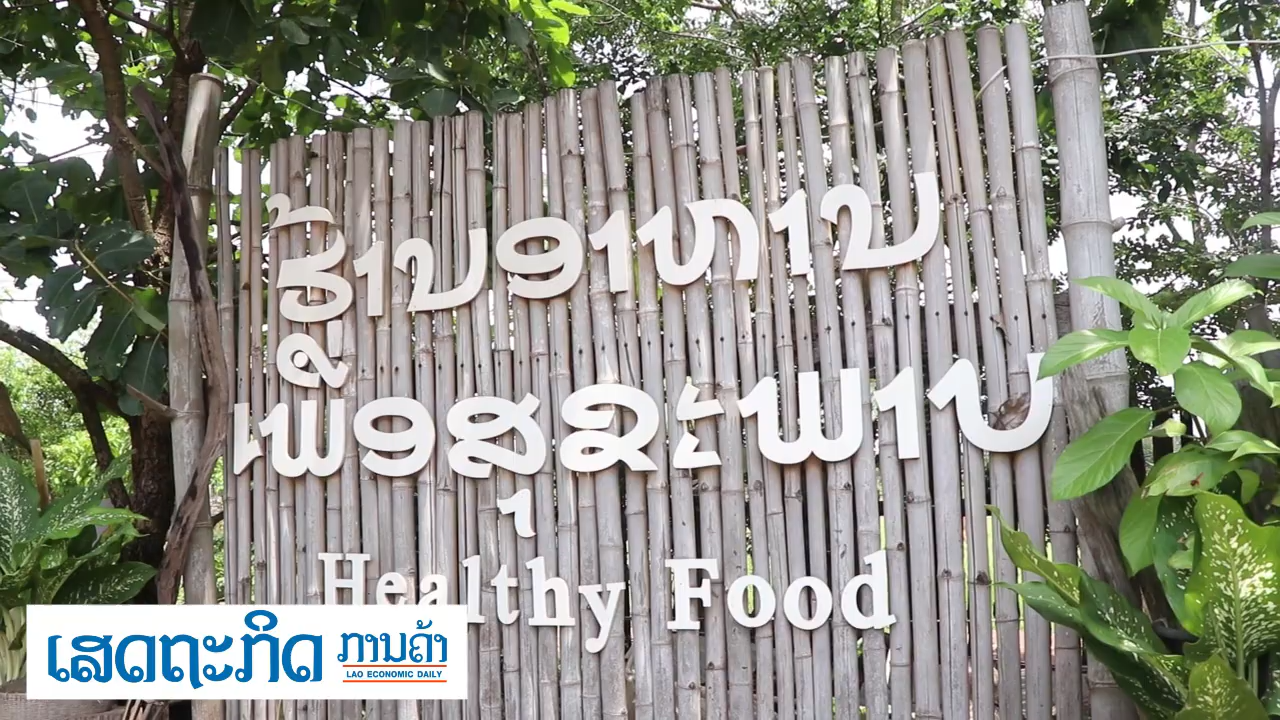 ຮ້ານອາຫານ
ເພື່ອສຸຂະພາບ
Healthy Food
ເສດຖະກິດ
ການຄ້າ
LAO ECONOMIC DAILY